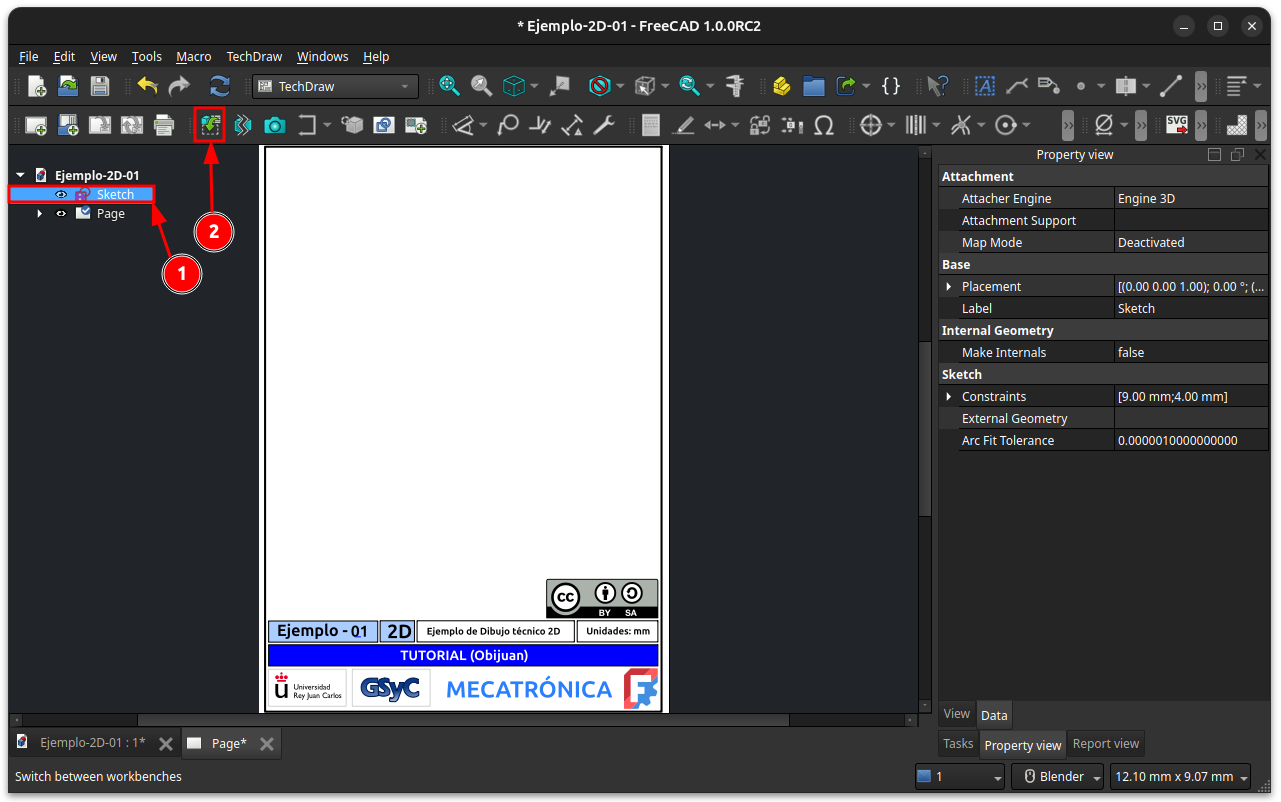 * Ejemplo-2D-01 - FreeCAD 1.0.0RC2
File Edit View Tools Macro TechDraw Windows Help
TechDraw
SVG
Ejemplo-2D-01
Sketch
Page
2
1
Property view
Attachment
Attacher Engine Engine 3D
Attachment Support
Map Mode Deactivated
Base
Placement [(0.00 0.00 1.00); 0.00 °; (...
Label Sketch
Internal Geometry
Make Internals false
Sketch
Constraints [9.00 mm;4.00 mm]
External Geometry
Arc Fit Tolerance 0.0000010000000000
cc
BY SA
Ejemplo - 01 2D Ejemplo de Dibujo técnico 2D Unidades: mm
TUTORIAL (Obijuan)
u Universidad
Rey Juan Carlos
GSyC
MECATRÓNICA
View Data
Ejemplo-2D-01 : 1*
Page*
Tasks Property view Report view
Switch between workbenches
1 Blender 12.10 mm x 9.07 mm